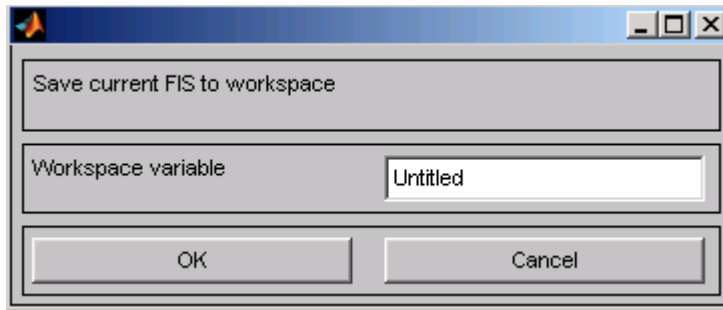 Save current FIS to workspace
Workspace variable
Untitled
OK
Cancel